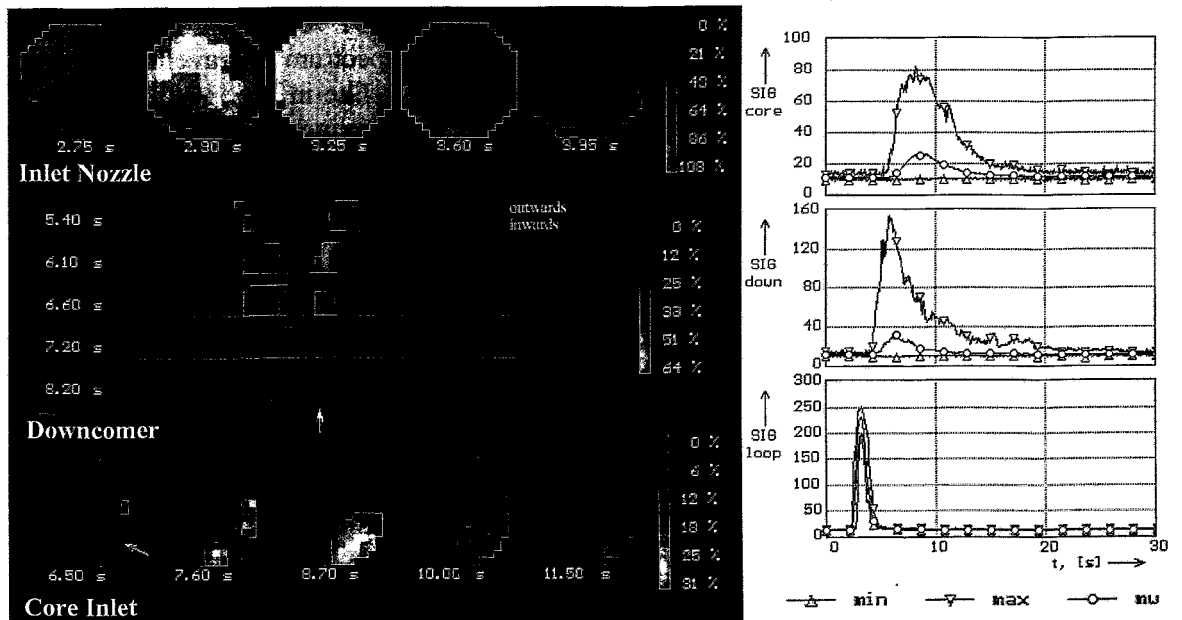 2.75 s 2.90 s 3.25 s 3.60 s 3.95 s
Inlet Nozzle
0 %
21 %
43 %
64 %
86 %
108 %
5.40 s
6.10 s
6.60 s
7.20 s
8.20 s
outwards
inwards
Downcomer
0 %
12 %
25 %
38 %
51 %
64 %
6.50 s 7.60 s 8.70 s 10.00 s 11.50 s
Core Inlet
0 %
6 %
12 %
18 %
25 %
31 %
SIG
core
100
80
60
40
20
0
SIG
down
160
120
80
40
0
SIG
loop
300
250
200
150
100
50
0
0 10 20 30
t, [s]
min max mw